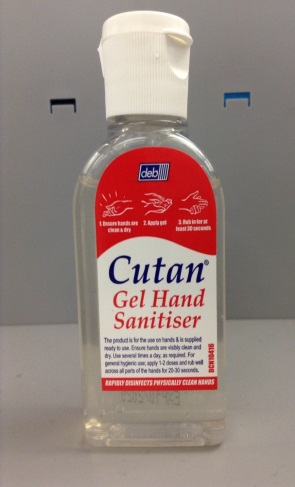 deb
1. Ensure hands are
clean & dry
2. Apply gel
3. Rub in for at
least 30 seconds
Cutan®
Gel Hand
Sanitiser
The product is for the use on hands & is supplied
ready to use. Ensure hands are visibly clean and
dry. Use several times a day, as required. For
general hygienic use; apply 1-2 doses and rub well
across all parts of the hands for 20-30 seconds.
RAPIDLY DISINFECTS PHYSICALLY CLEAN HANDS